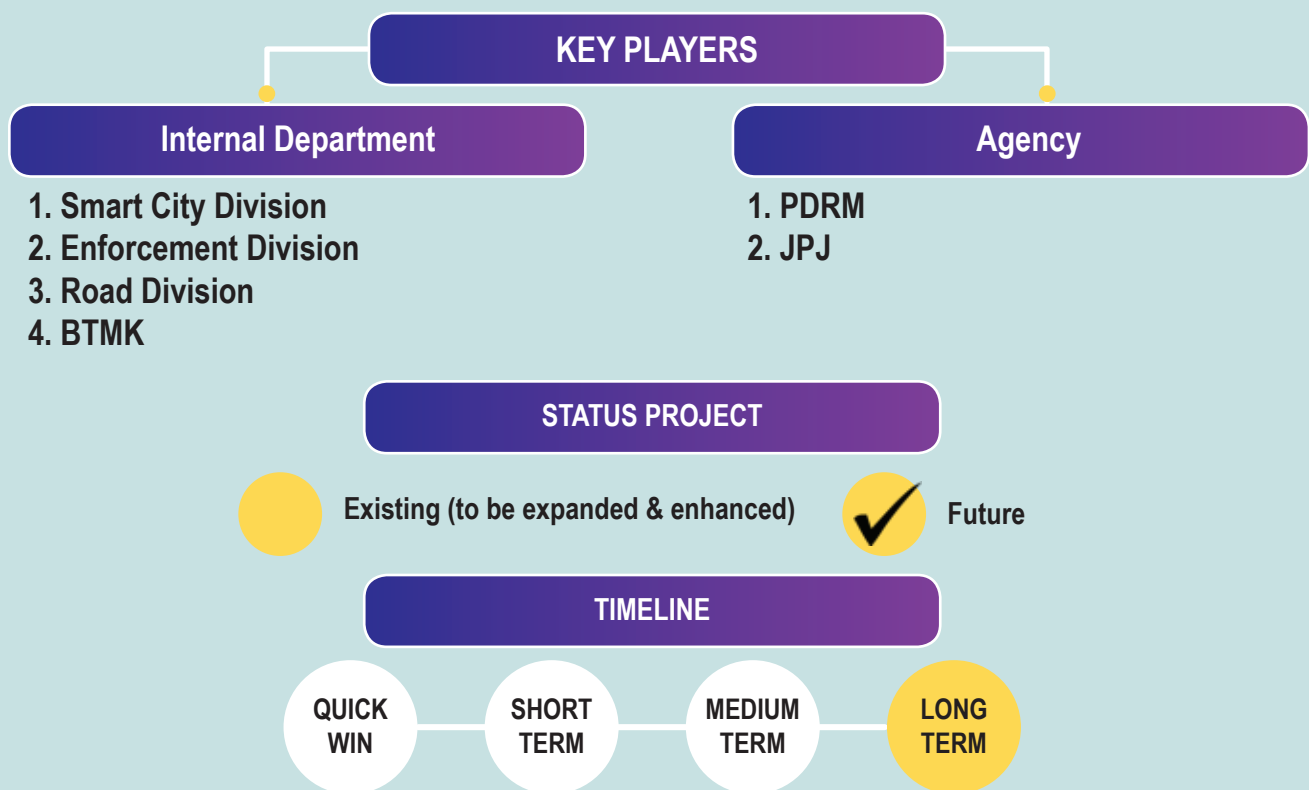 KEY PLAYERS
Internal Department
1. Smart City Division
2. Enforcement Division
3. Road Division
4. BTMK
Agency
1. PDRM
2. JPJ
STATUS PROJECT
Existing (to be expanded & enhanced)
Future
TIMELINE
QUICK
WIN
SHORT
TERM
MEDIUM
TERM
LONG
TERM